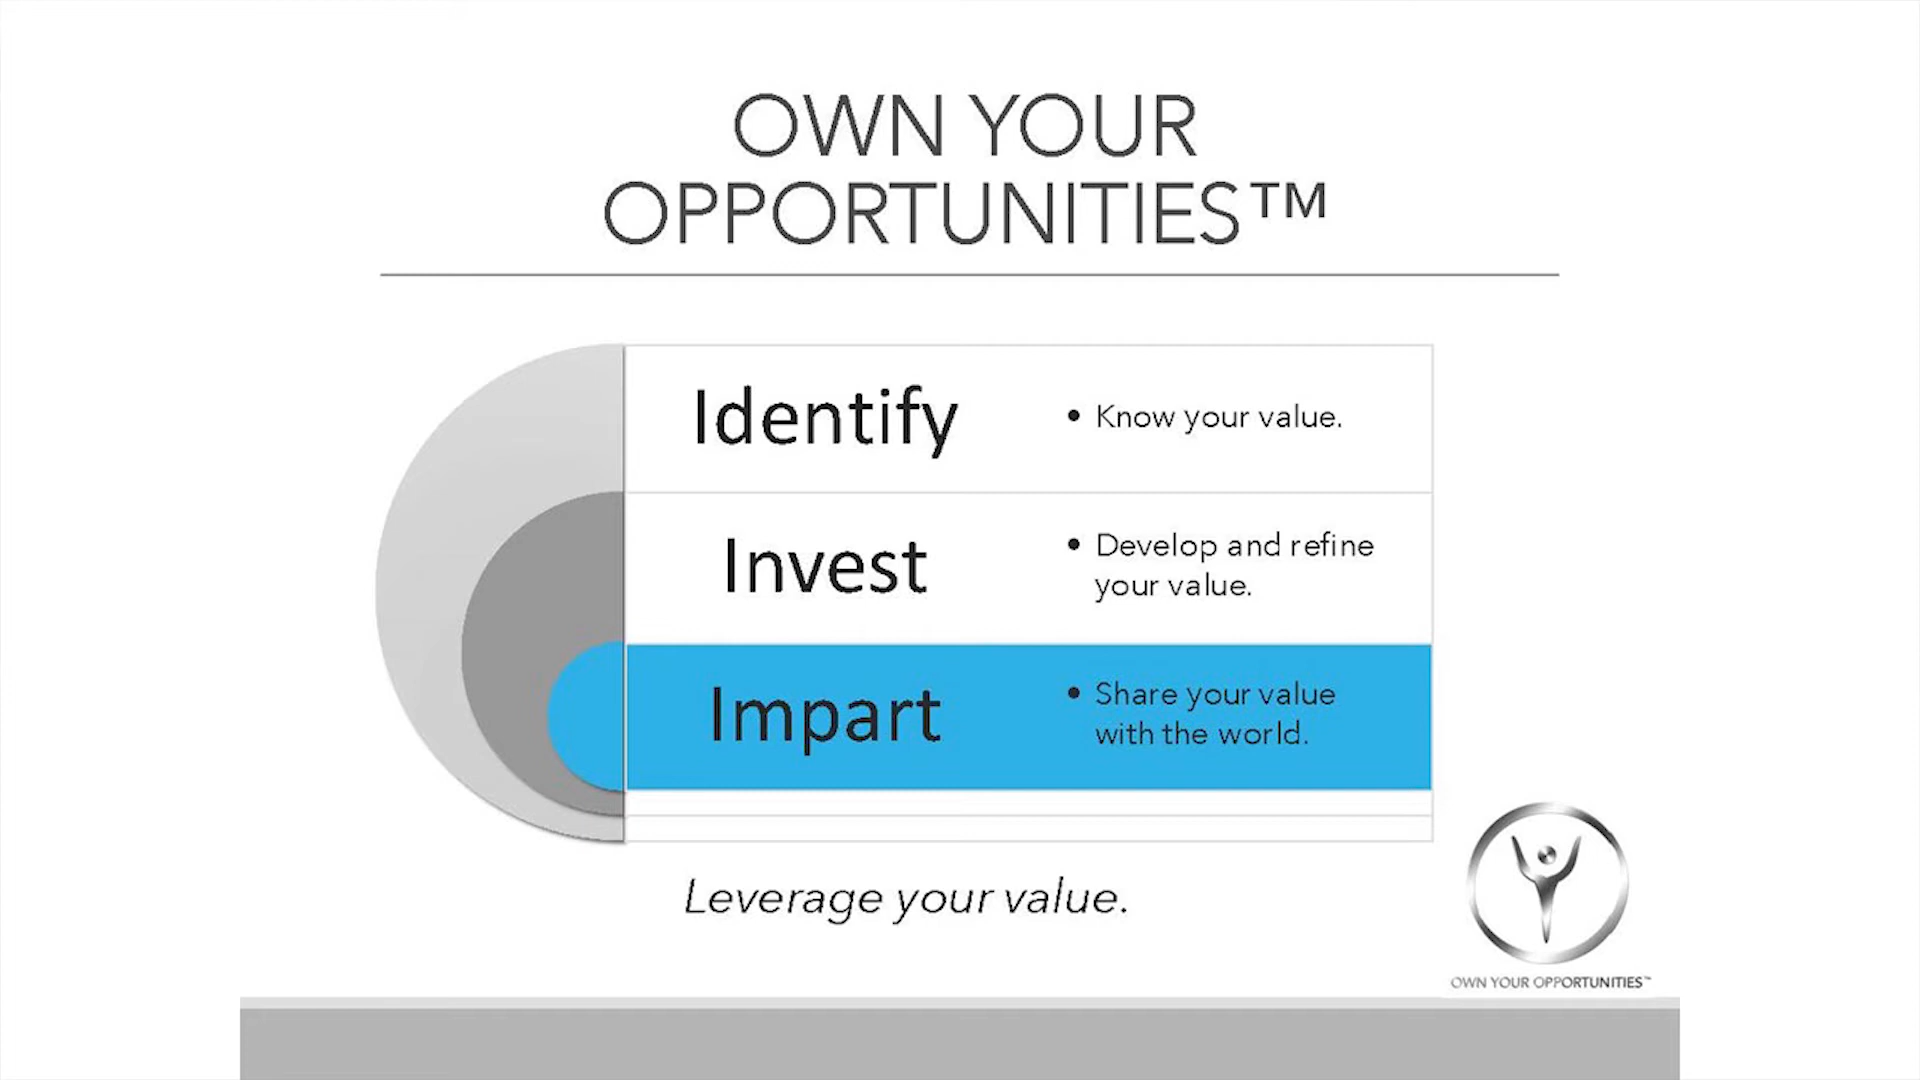 OWN YOUR
OPPORTUNITIES™
Identify
• Know your value.
Invest
• Develop and refine
your value.
Impart
• Share your value
with the world.
Leverage your value.
OWN YOUR OPPORTUNITIES™